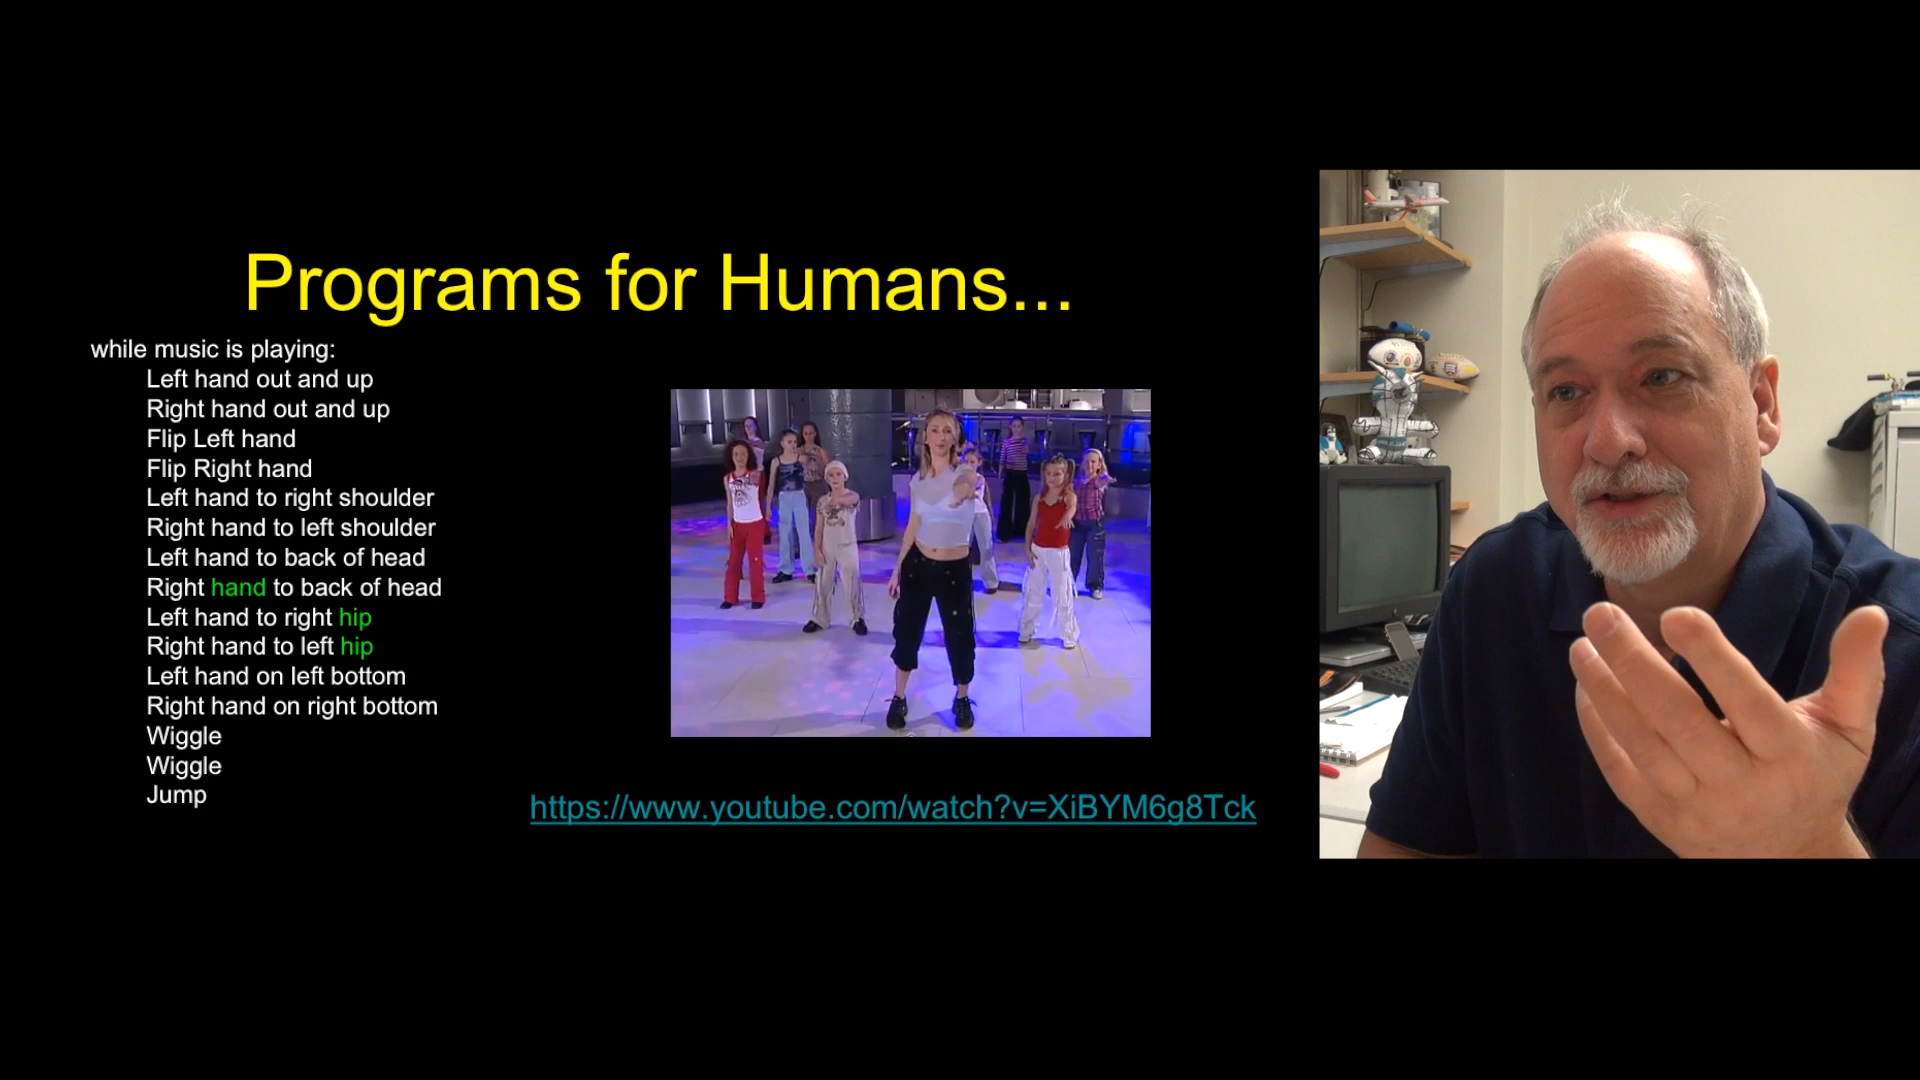 Programs for Humans...
while music is playing:
Left hand out and up
Right hand out and up
Flip Left hand
Flip Right hand
Left hand to right shoulder
Right hand to left shoulder
Left hand to back of head
Right hand to back of head
Left hand to right hip
Right hand to left hip
Left hand on left bottom
Right hand on right bottom
Wiggle
Wiggle
Jump
https://www.youtube.com/watch?v=XiBYM6g8Tck